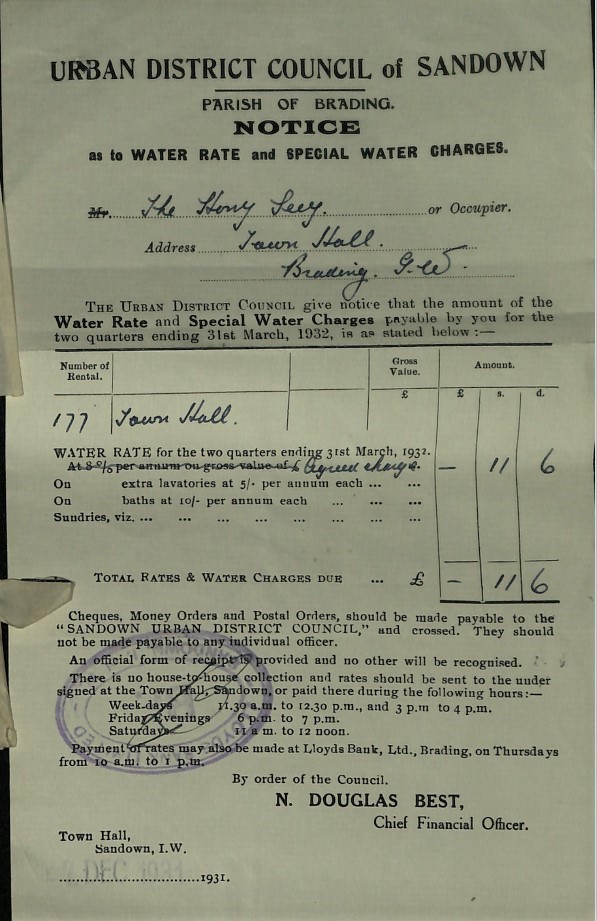 URBAN DISTRICT COUNCIL of SANDOWN
PARISH OF BRADING.
NOTICE
as to WATER RATE and SPECIAL WATER CHARGES.
Mr. The Hony Secy. or Occupier.
Address Town Hall.
Brading. I.W.
THE URBAN DISTRICT COUNCIL give notice that the amount of the
Water Rate and Special Water Charges payable by you for the
two quarters ending 31st March, 1932, is as stated below:—
Number of Rental. Gross Value. Amount.
£ £ s. d.
177 Town Hall.
WATER RATE for the two quarters ending 31st March, 1932.
At 8% per annum on gross value of £ Agreed charge. — 11 6
On extra lavatories at 5/- per annum each ... ...
On baths at 10/- per annum each ... ... ...
Sundries, viz. ... ... ... ... ... ... ...
TOTAL RATES & WATER CHARGES DUE ... £ — 11 6
Cheques, Money Orders and Postal Orders, should be made payable to the
"SANDOWN URBAN DISTRICT COUNCIL," and crossed. They should
not be made payable to any individual officer.
An official form of receipt is provided and no other will be recognised.
There is no house-to-house collection and rates should be sent to the under
signed at the Town Hall, Sandown, or paid there during the following hours:—
Week-days 11.30 a.m. to 12.30 p.m., and 3 p.m to 4 p.m.
Friday Evenings 6 p.m. to 7 p.m.
Saturdays 11 a.m. to 12 noon.
Payment of rates may also be made at Lloyds Bank, Ltd., Brading, on Thursdays
from 10 a.m. to 1 p.m.
By order of the Council.
N. DOUGLAS BEST,
Chief Financial Officer.
Town Hall,
Sandown, I.W.
1931.